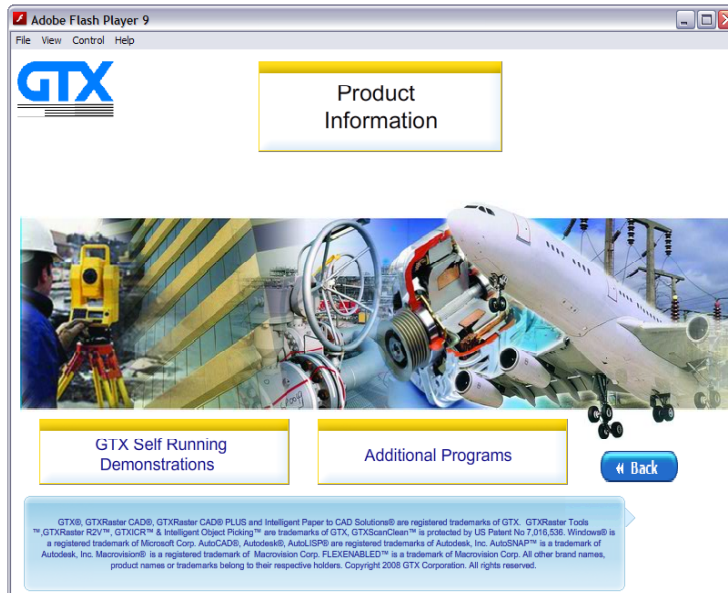 Adobe Flash Player 9
File View Control Help
GTX
Product
Information
GTX Self Running
Demonstrations
Additional Programs
Back
GTX®, GTXRaster CAD®, GTXRaster CAD® PLUS and Intelligent Paper to CAD Solutions® are registered trademarks of GTX. GTXRaster Tools
™,GTXRaster R2V™, GTXICR™ & Intelligent Object Picking™ are trademarks of GTX, GTXScanClean™ is protected by US Patent No 7,016,536. Windows® is
a registered trademark of Microsoft Corp. AutoCAD®, Autodesk®, AutoLISP® are registered trademarks of Autodesk, Inc. AutoSNAP™ is a trademark of
Autodesk, Inc. Macrovision® is a registered trademark of Macrovision Corp. FLEXENABLED™ is a trademark of Macrovision Corp. All other brand names,
product names or trademarks belong to their respective holders. Copyright 2008 GTX Corporation. All rights reserved.